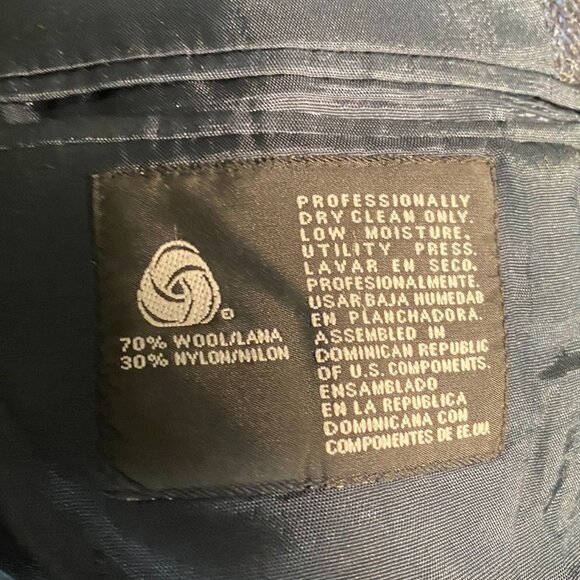 70% WOOL/LANA
30% NYLON/NILON
PROFESSIONALLY
DRY CLEAN ONLY.
LOW MOISTURE,
UTILITY PRESS.
LAVAR EN SECO,
PROFESIONALMENTE.
USAR BAJA HUMEDAD
EN PLANCHADORA.
ASSEMBLED IN
DOMINICAN REPUBLIC
OF U.S. COMPONENTS.
ENSAMBLADO
EN LA REPUBLICA
DOMINICANA CON
COMPONENTES DE EE.UU.